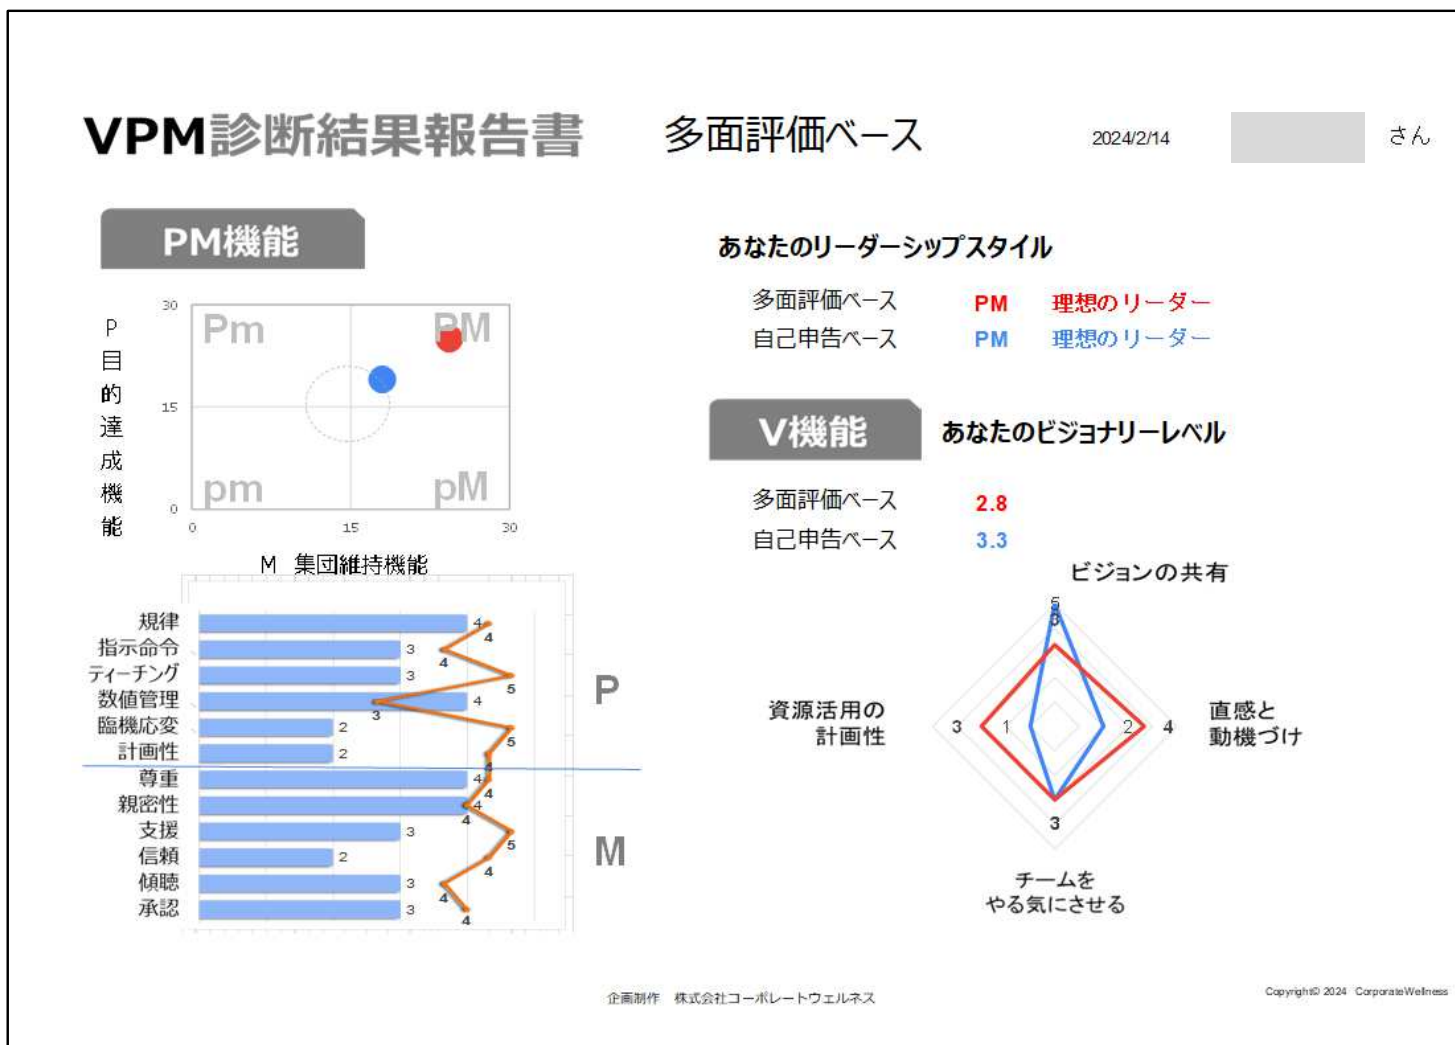 VPM診断結果報告書 多面評価ベース 2024/2/14 さん
PM機能
P
目
的
達
成
機
能
30
15
0
Pm
PM
pm
pM
0 15 30
M 集団維持機能
規律 4 4
指示命令 3 4
ティーチング 3 5
数値管理 4 3
臨機応変 2 5
計画性 2 4
尊重 4 4
親密性 4 4
支援 3 5
信頼 2 4
傾聴 3 4
承認 3 4
P
M
あなたのリーダーシップスタイル
多面評価ベース PM 理想のリーダー
自己申告ベース PM 理想のリーダー
V機能 あなたのビジョナリーレベル
多面評価ベース 2.8
自己申告ベース 3.3
ビジョンの共有
5
3
資源活用の
計画性
3 1
2 4
直感と
動機づけ
3
チームを
やる気にさせる
企画制作 株式会社コーポレートウェルネス
Copyright© 2024 CorporateWellness